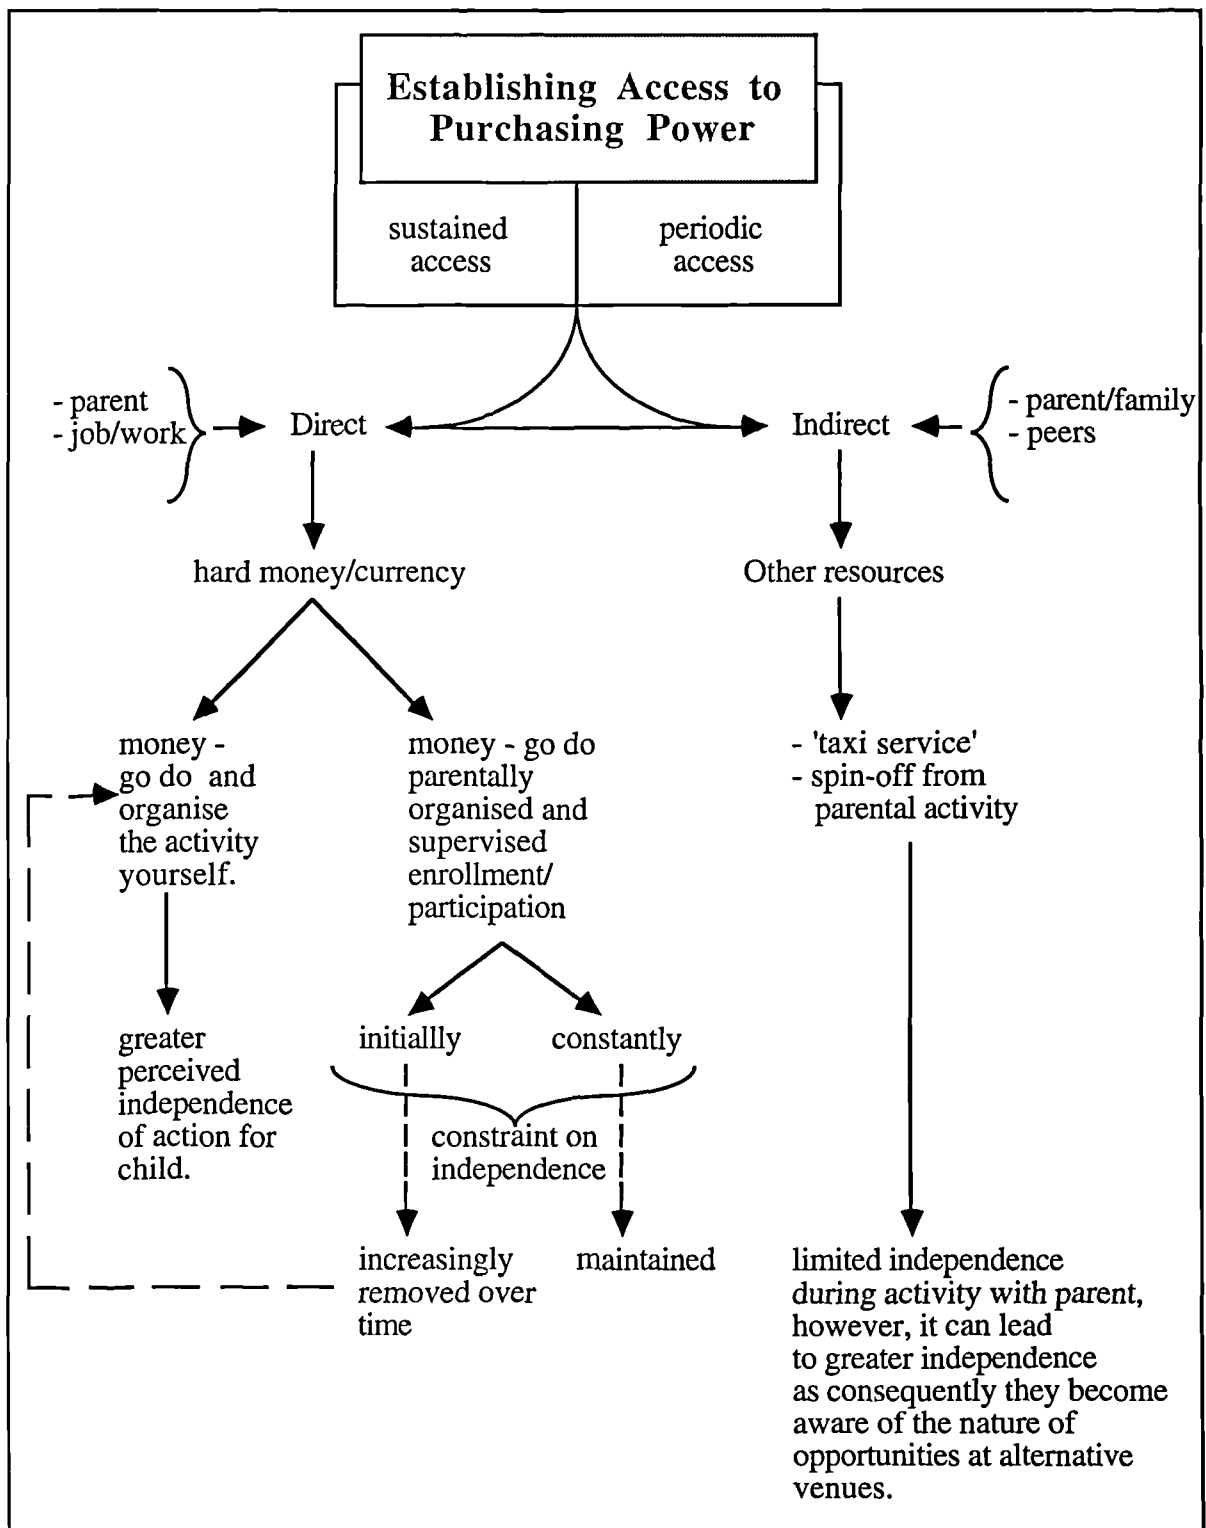 Establishing Access to
Purchasing Power
sustained
access
periodic
access
- parent
- job/work
Direct
Indirect
- parent/family
- peers
hard money/currency
Other resources
money -
go do and
organise
the activity
yourself.
money - go do
parentally
organised and
supervised
enrollment/
participation
- 'taxi service'
- spin-off from
parental activity
greater
perceived
independence
of action for
child.
initiallly
constantly
constraint on
independence
increasingly
removed over
time
maintained
limited independence
during activity with parent,
however, it can lead
to greater independence
as consequently they become
aware of the nature of
opportunities at alternative
venues.